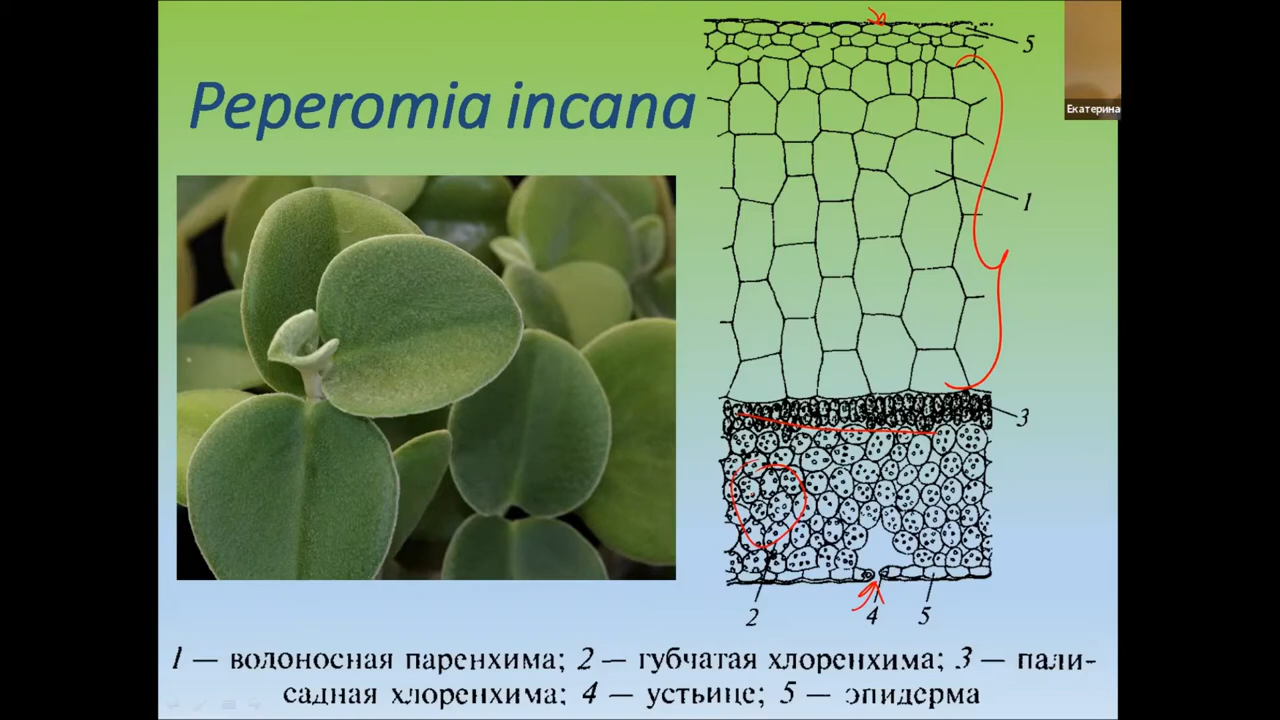 Peperomia incana
Екатерина
5
1
3
2
4
5
1 — водоносная паренхима; 2 — губчатая хлоренхима; 3 — пали-
садная хлоренхима; 4 — устьице; 5 — эпидерма